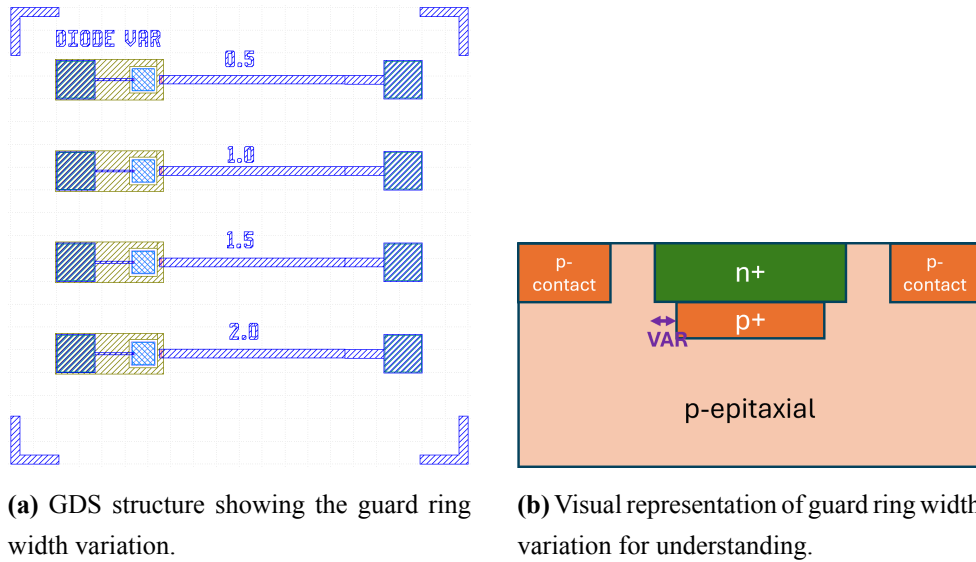 DIODE VAR
0.5
1.0
1.5
2.0
p-
contact
n+
p-
contact
p+
VAR
p-epitaxial
(a) GDS structure showing the guard ring
width variation.
(b) Visual representation of guard ring width
variation for understanding.